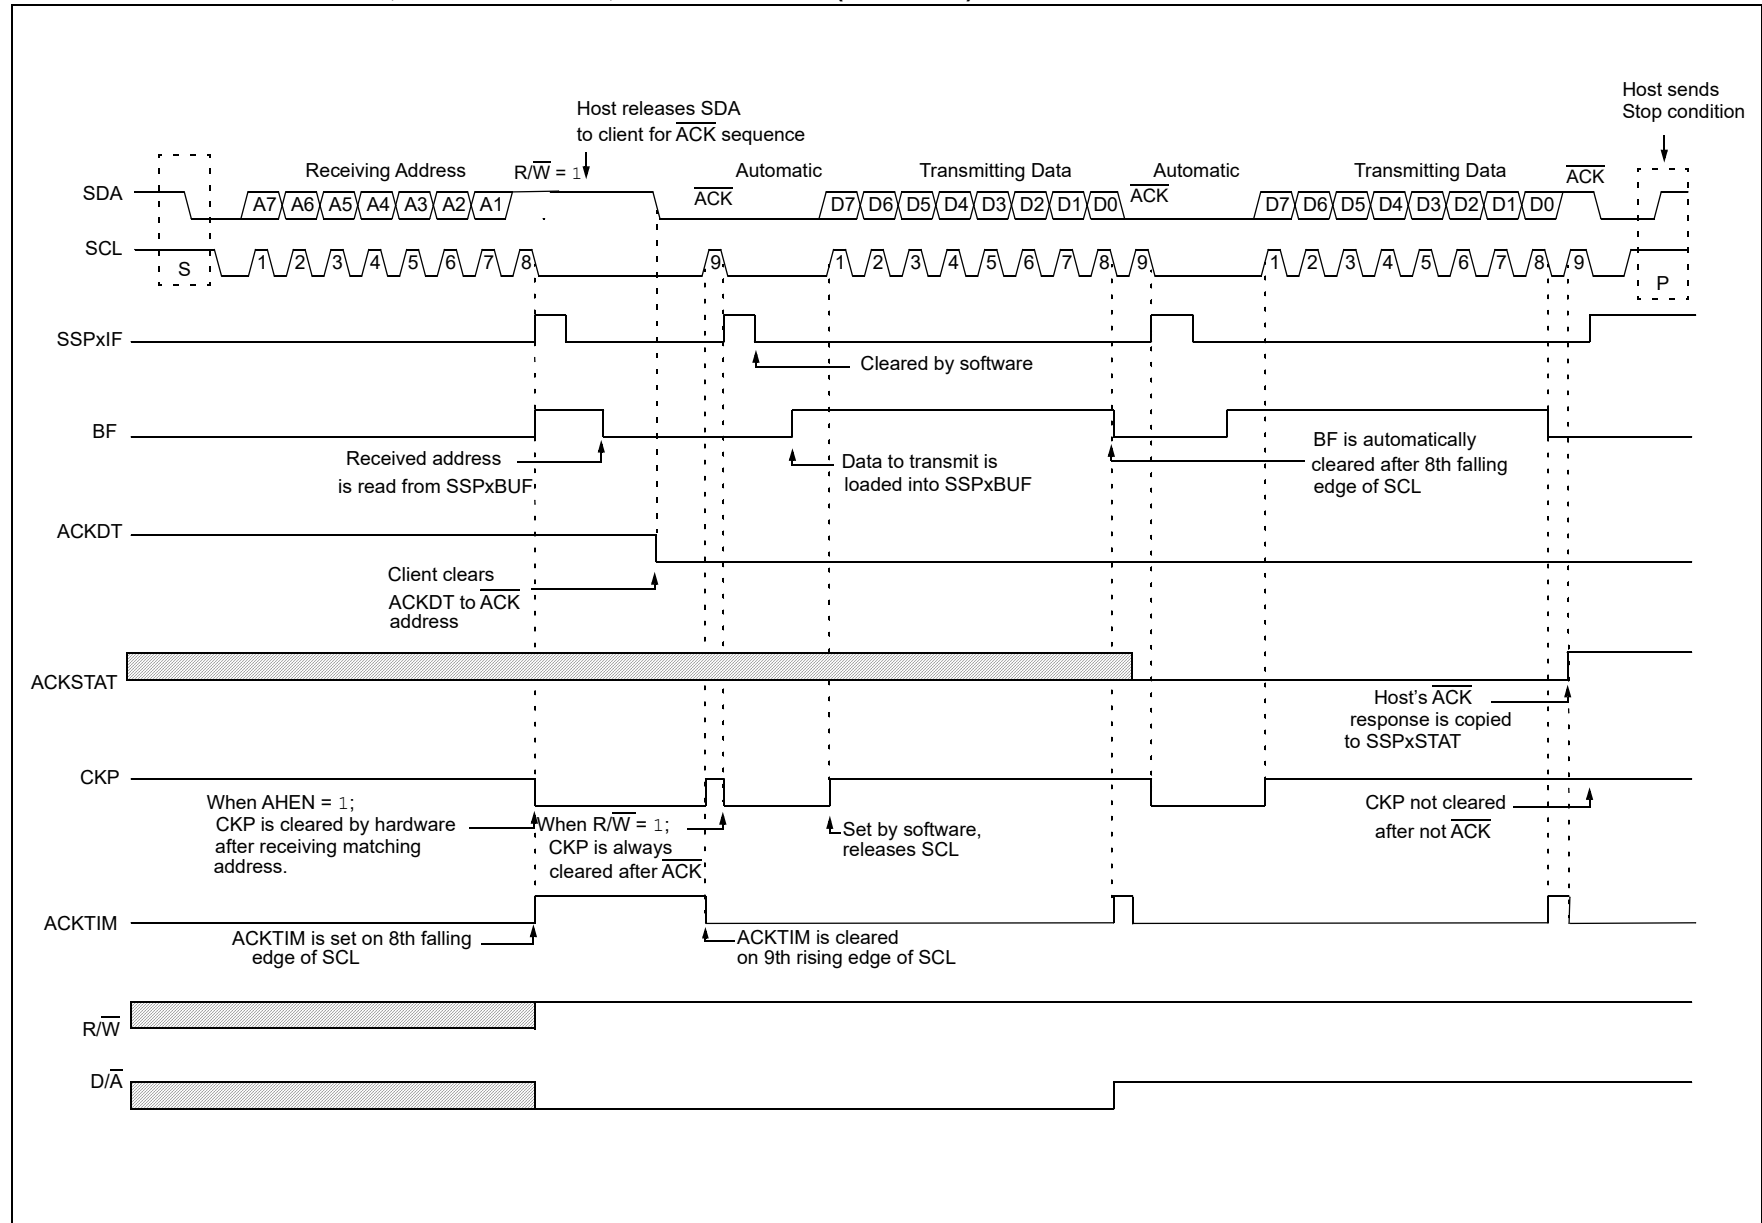 Host sends
Stop condition
Host releases SDA
to client for ACK sequence
Receiving Address
R/W = 1
Automatic
Transmitting Data
Automatic
Transmitting Data
ACK
SDA
A7 A6 A5 A4 A3 A2 A1
ACK
D7 D6 D5 D4 D3 D2 D1 D0
ACK
D7 D6 D5 D4 D3 D2 D1 D0
SCL
S
1 2 3 4 5 6 7 8 9
1 2 3 4 5 6 7 8 9
1 2 3 4 5 6 7 8 9
P
SSPxIF
Cleared by software
BF
Received address
is read from SSPxBUF
Data to transmit is
loaded into SSPxBUF
BF is automatically
cleared after 8th falling
edge of SCL
ACKDT
Client clears
ACKDT to ACK
address
ACKSTAT
Host's ACK
response is copied
to SSPxSTAT
CKP
When AHEN = 1;
CKP is cleared by hardware
after receiving matching
address.
When R/W = 1;
CKP is always
cleared after ACK
Set by software,
releases SCL
CKP not cleared
after not ACK
ACKTIM
ACKTIM is set on 8th falling
edge of SCL
ACKTIM is cleared
on 9th rising edge of SCL
R/W
D/A